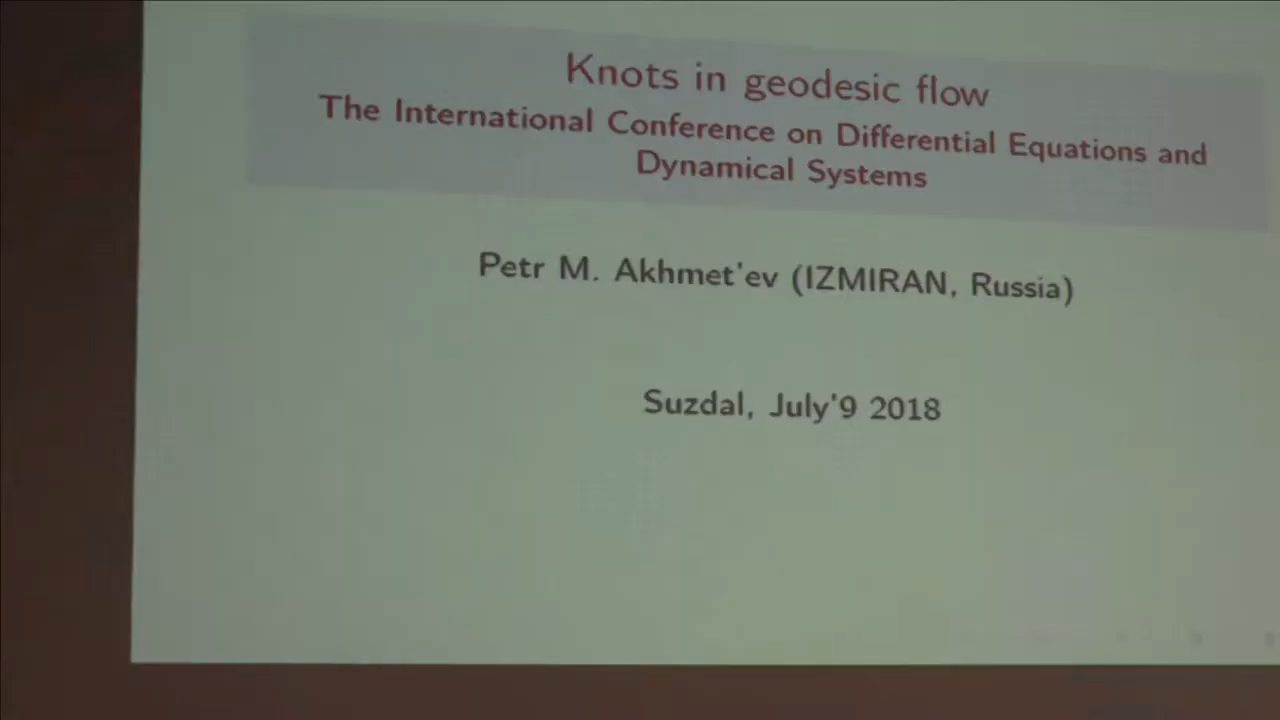 Knots in geodesic flow
The International Conference on Differential Equations and
Dynamical Systems
Petr M. Akhmet'ev (IZMIRAN, Russia)
Suzdal, July'9 2018